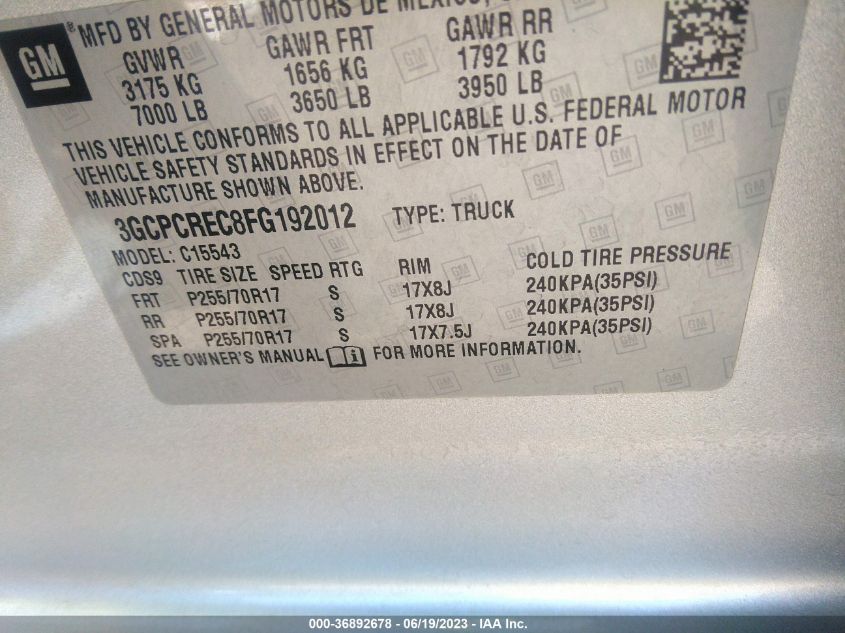 GM
® MFD BY GENERAL MOTORS DE MEXICO,
GVWR GAWR FRT GAWR RR
3175 KG 1656 KG 1792 KG
7000 LB 3650 LB 3950 LB
THIS VEHICLE CONFORMS TO ALL APPLICABLE U.S. FEDERAL MOTOR
VEHICLE SAFETY STANDARDS IN EFFECT ON THE DATE OF
MANUFACTURE SHOWN ABOVE.
3GCPCREC8FG192012 TYPE: TRUCK
MODEL: C15543
CDS9 TIRE SIZE SPEED RTG RIM COLD TIRE PRESSURE
FRT P255/70R17 S 17X8J 240KPA(35PSI)
RR P255/70R17 S 17X8J 240KPA(35PSI)
SPA P255/70R17 S 17X7.5J 240KPA(35PSI)
SEE OWNER'S MANUAL i FOR MORE INFORMATION.
000-36892678 - 06/19/2023 - IAA Inc.